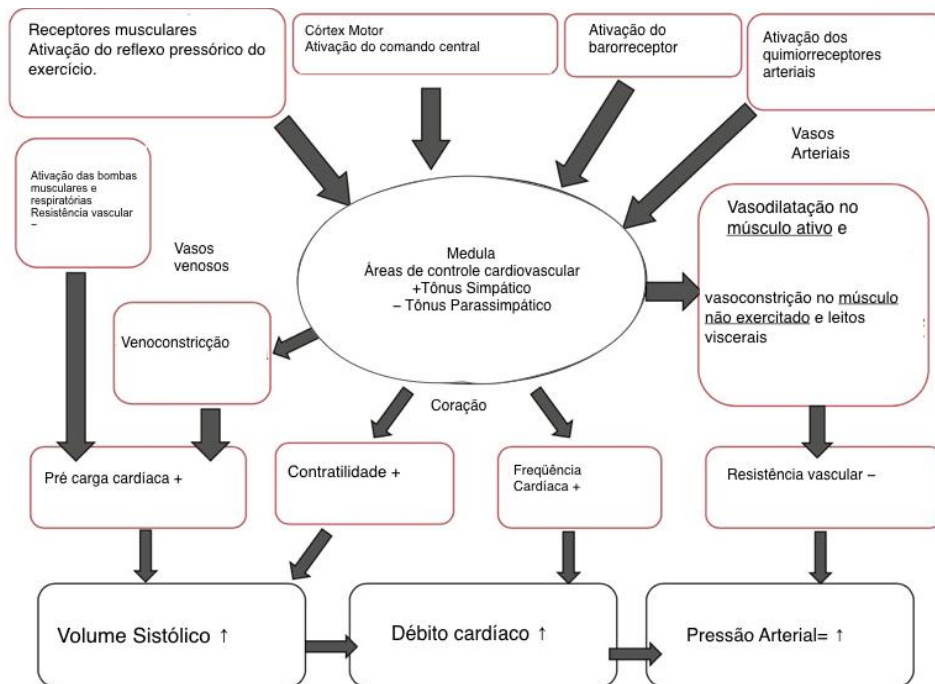 Receptores musculares
Ativação do reflexo pressórico do
exercício.
Córtex Motor
Ativação do comando central
Ativação do
barorreceptor
Ativação dos
quimiorreceptores
arteriais
Vasos
Arteriais
Ativação das bombas
musculares e
respiratórias
Resistência vascular
–
Vasos
venosos
Medula
Áreas de controle cardiovascular
+Tônus Simpático
– Tônus Parassimpático
Vasodilatação no
músculo ativo e
vasoconstrição no músculo
não exercitado e leitos
viscerais
Venoconstricção
Coração
Pré carga cardíaca +
Contratilidade +
Freqüência
Cardíaca +
Resistência vascular –
Volume Sistólico ↑
Débito cardíaco ↑
Pressão Arterial= ↑